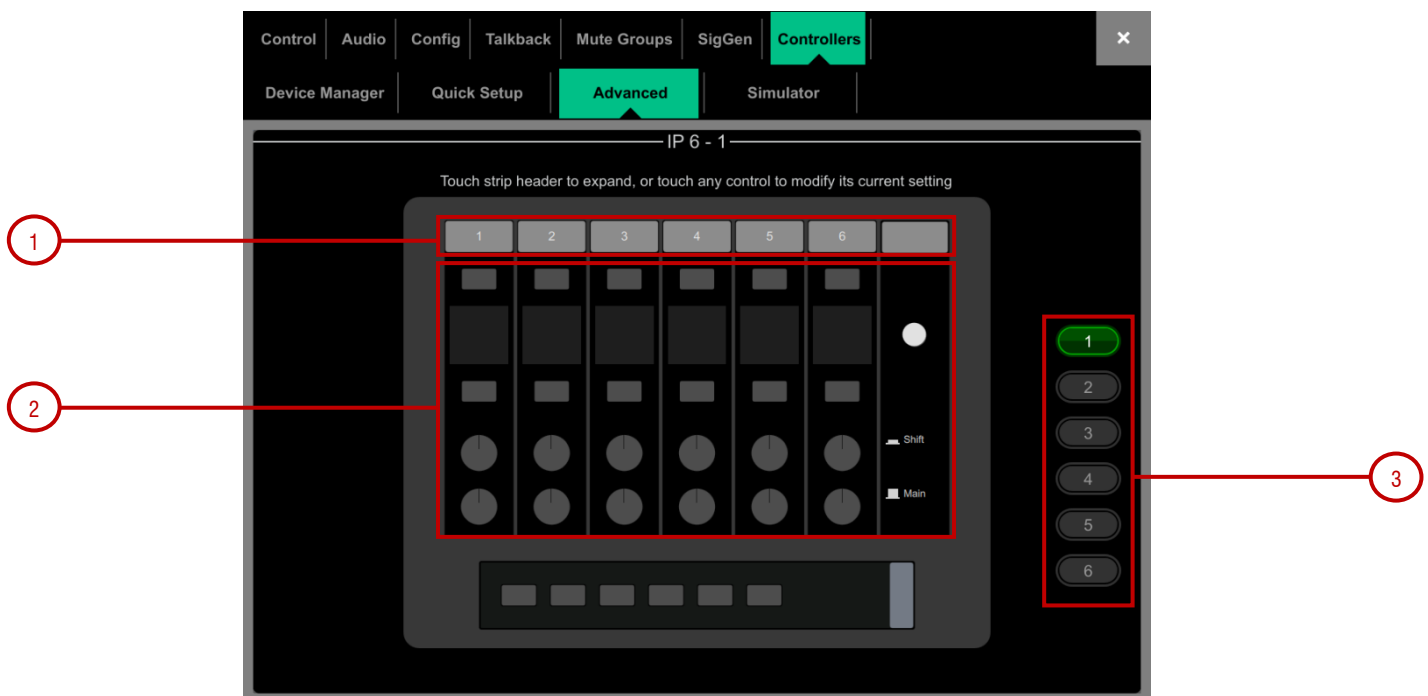 Control Audio Config Talkback Mute Groups SigGen Controllers ×
Device Manager Quick Setup Advanced Simulator
IP 6 - 1
Touch strip header to expand, or touch any control to modify its current setting
1
1 2 3 4 5 6
2
Shift
Main
1
2
3
4
5
6
3